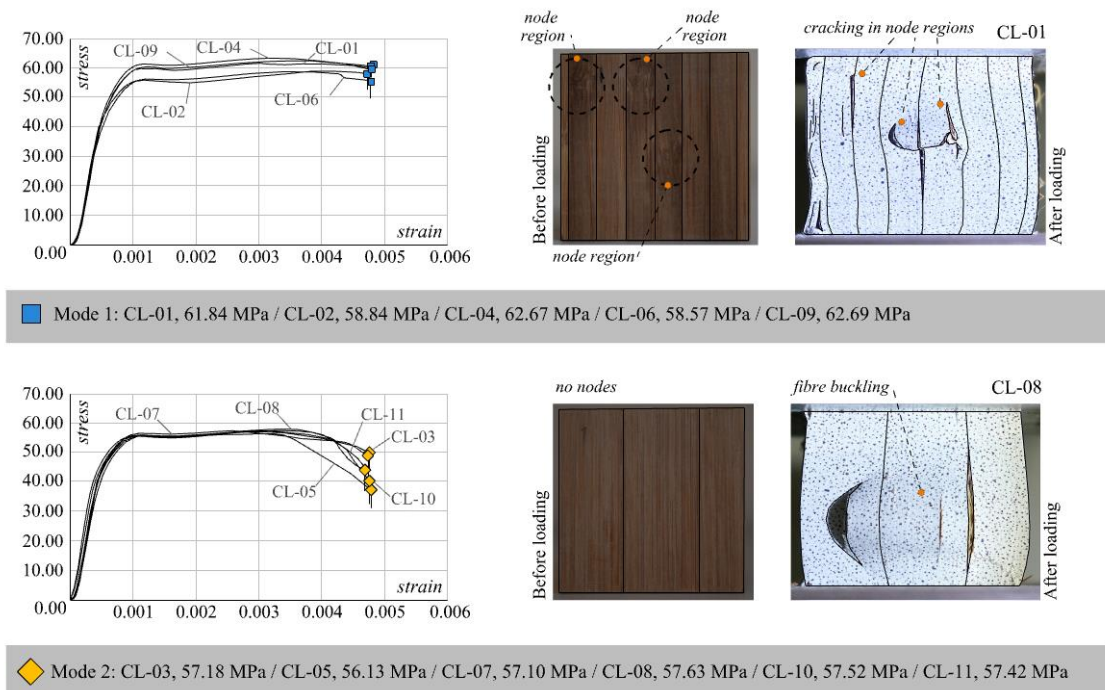 70.00
60.00
50.00
40.00
30.00
20.00
10.00
0.00
stress
CL-09
CL-04
CL-01
CL-02
CL-06
strain
0.001 0.002 0.003 0.004 0.005 0.006
node region
node region
node region
Before loading
cracking in node regions
CL-01
After loading
Mode 1: CL-01, 61.84 MPa / CL-02, 58.84 MPa / CL-04, 62.67 MPa / CL-06, 58.57 MPa / CL-09, 62.69 MPa
70.00
60.00
50.00
40.00
30.00
20.00
10.00
0.00
stress
CL-07
CL-08
CL-11
CL-03
CL-05
CL-10
strain
0.001 0.002 0.003 0.004 0.005 0.006
no nodes
Before loading
fibre buckling
CL-08
After loading
Mode 2: CL-03, 57.18 MPa / CL-05, 56.13 MPa / CL-07, 57.10 MPa / CL-08, 57.63 MPa / CL-10, 57.52 MPa / CL-11, 57.42 MPa